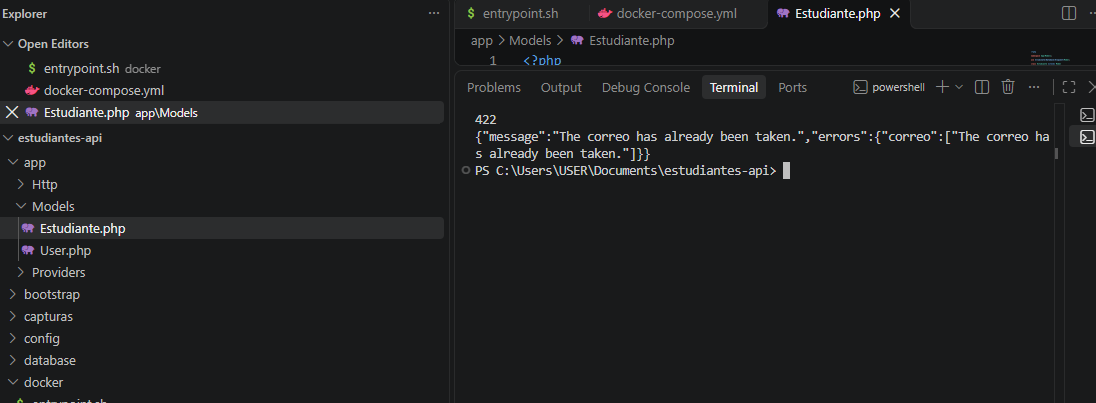 Explorer
Open Editors
$ entrypoint.sh docker
docker-compose.yml
Estudiante.php app\Models
estudiantes-api
app
Http
Models
Estudiante.php
User.php
Providers
bootstrap
capturas
config
database
docker
$ entrypoint.sh
$ entrypoint.sh docker-compose.yml Estudiante.php
app > Models > Estudiante.php
1 <?php
Problems Output Debug Console Terminal Ports powershell
422
{"message":"The correo has already been taken.","errors":{"correo":["The correo ha
s already been taken."]}}
PS C:\Users\USER\Documents\estudiantes-api>